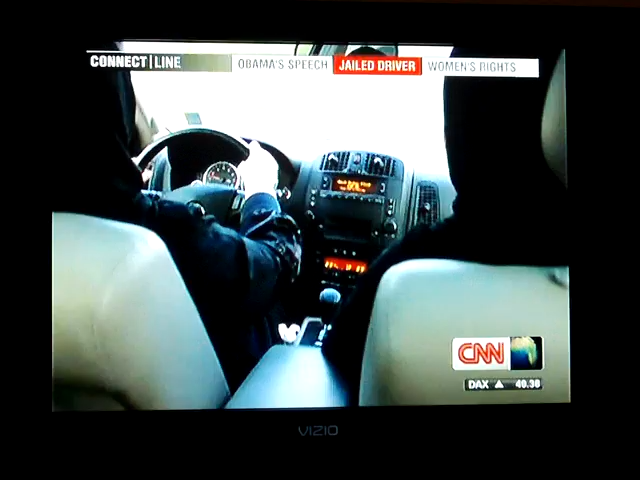 CONNECT | LINE
OBAMA'S SPEECH
JAILED DRIVER
WOMEN'S RIGHTS
CNN
DAX ▲ 40.38
VIZIO